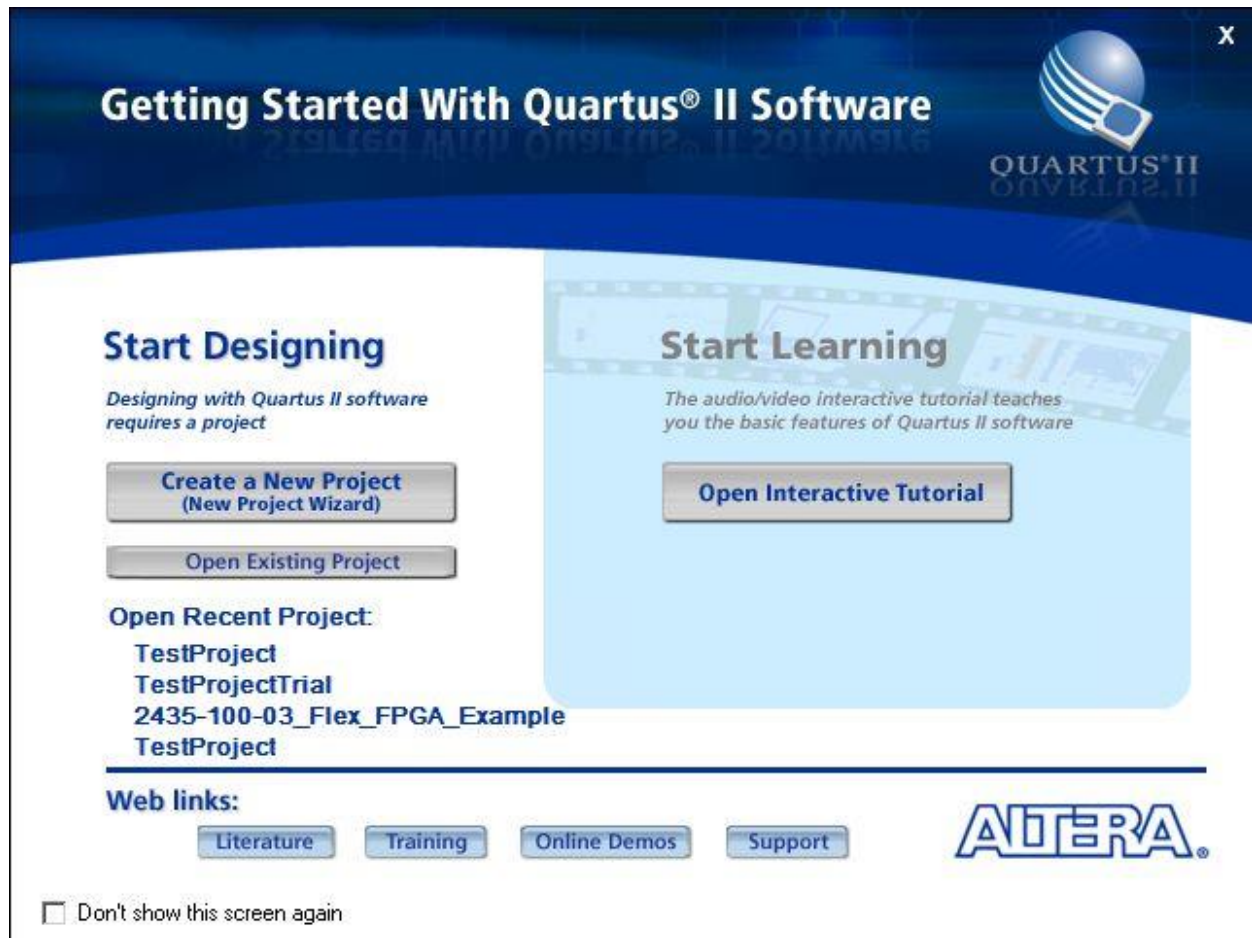 X
Getting Started With Quartus® II Software
QUARTUS® II
Start Designing
Designing with Quartus II software
requires a project
Create a New Project
(New Project Wizard)
Open Existing Project
Open Recent Project:
TestProject
TestProjectTrial
2435-100-03_Flex_FPGA_Example
TestProject
Start Learning
The audio/video interactive tutorial teaches
you the basic features of Quartus II software
Open Interactive Tutorial
Web links:
Literature
Training
Online Demos
Support
ALTERA®
Don't show this screen again